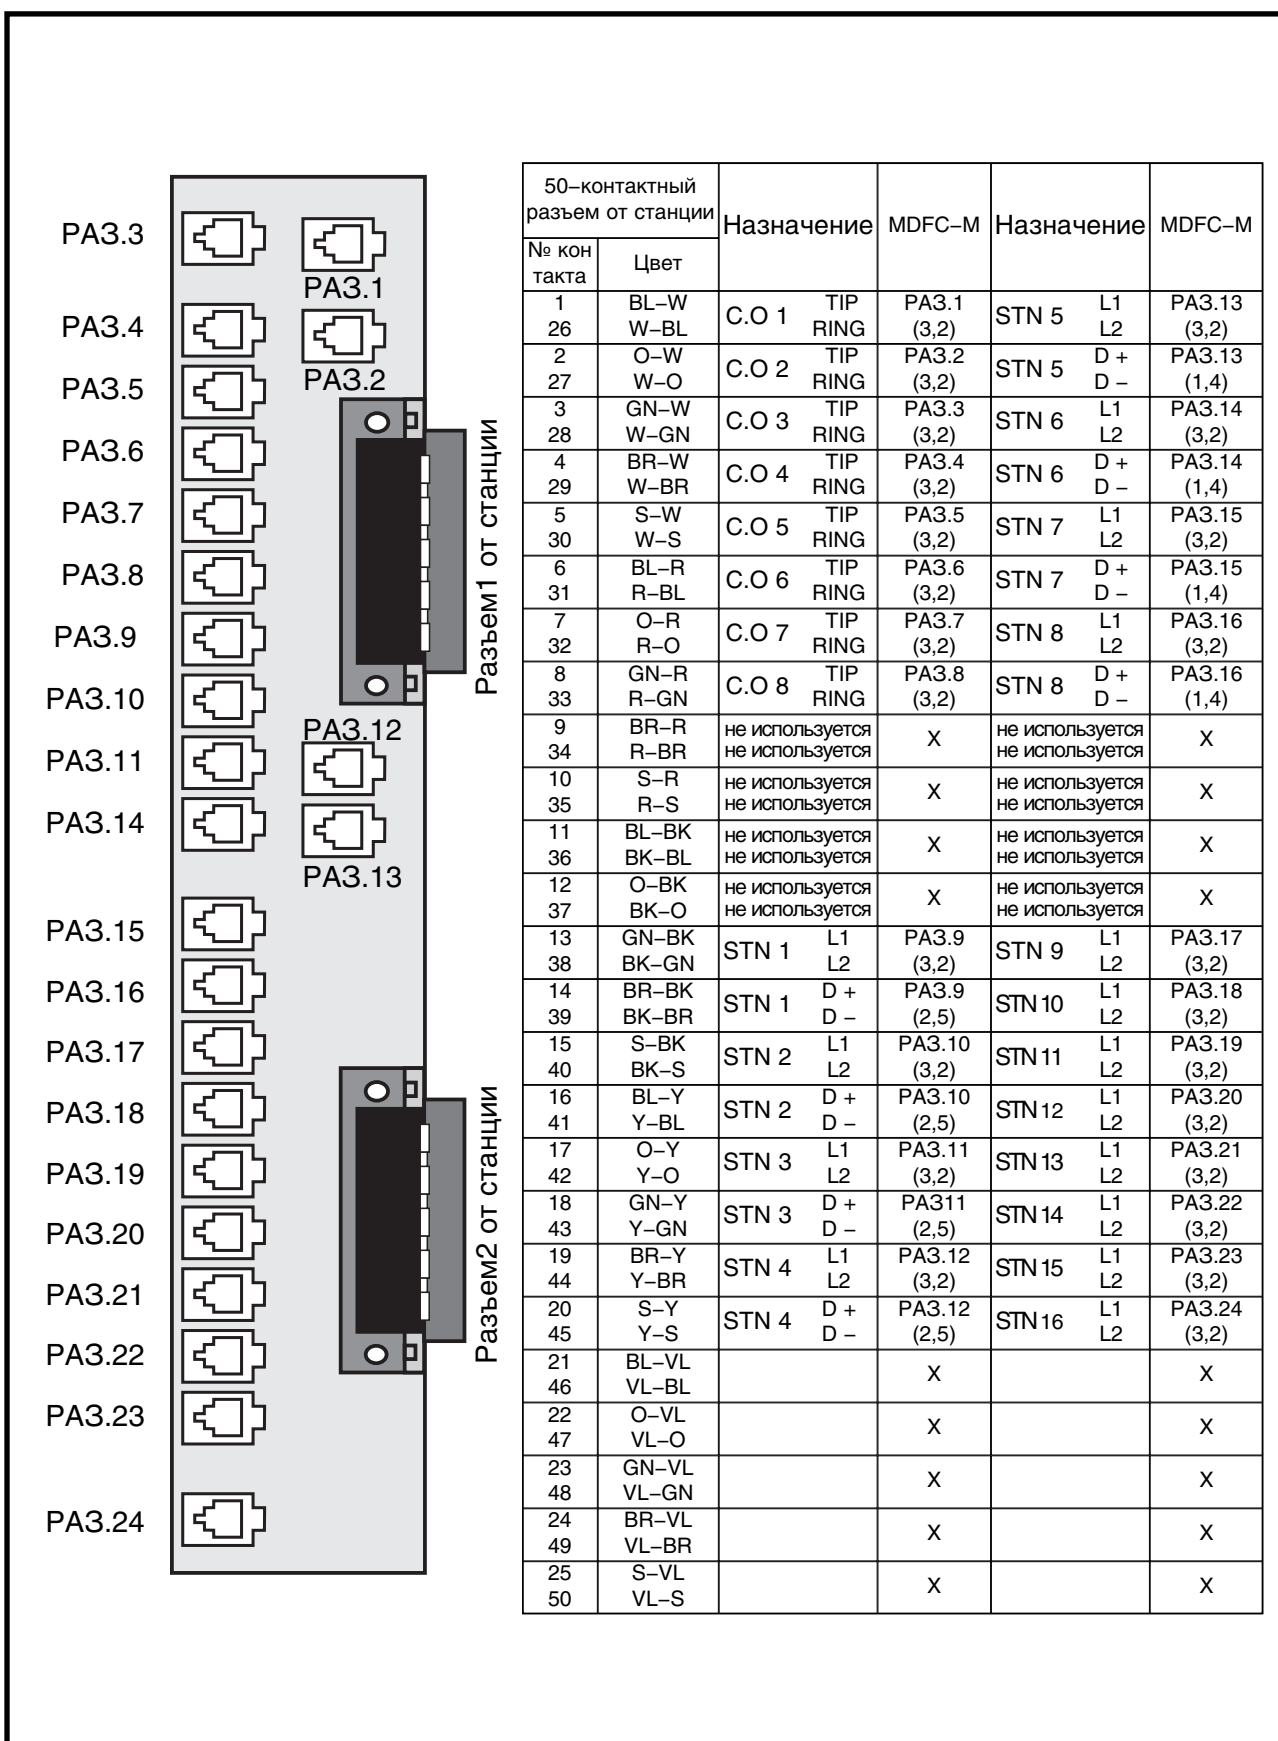 РАЗ.3
РАЗ.1
РАЗ.4
РАЗ.2
РАЗ.5
РАЗ.6
РАЗ.7
РАЗ.8
РАЗ.9
РАЗ.10
РАЗ.12
РАЗ.11
РАЗ.14
РАЗ.13
РАЗ.15
РАЗ.16
РАЗ.17
РАЗ.18
РАЗ.19
РАЗ.20
РАЗ.21
РАЗ.22
РАЗ.23
РАЗ.24
Разъем1 от станции
Разъем2 от станции
50–контактный
разъем от станции Назначение MDFC–M Назначение MDFC–M
№ кон
такта Цвет
1 BL–W C.O 1 TIP РАЗ.1 STN 5 L1 РАЗ.13
26 W–BL RING (3,2) L2 (3,2)
2 O–W C.O 2 TIP РАЗ.2 STN 5 D + РАЗ.13
27 W–O RING (3,2) D – (1,4)
3 GN–W C.O 3 TIP РАЗ.3 STN 6 L1 РАЗ.14
28 W–GN RING (3,2) L2 (3,2)
4 BR–W C.O 4 TIP РАЗ.4 STN 6 D + РАЗ.14
29 W–BR RING (3,2) D – (1,4)
5 S–W C.O 5 TIP РАЗ.5 STN 7 L1 РАЗ.15
30 W–S RING (3,2) L2 (3,2)
6 BL–R C.O 6 TIP РАЗ.6 STN 7 D + РАЗ.15
31 R–BL RING (3,2) D – (1,4)
7 O–R C.O 7 TIP РАЗ.7 STN 8 L1 РАЗ.16
32 R–O RING (3,2) L2 (3,2)
8 GN–R C.O 8 TIP РАЗ.8 STN 8 D + РАЗ.16
33 R–GN RING (3,2) D – (1,4)
9 BR–R не используется X не используется X
34 R–BR не используется не используется
10 S–R не используется X не используется X
35 R–S не используется не используется
11 BL–BK не используется X не используется X
36 BK–BL не используется не используется
12 O–BK не используется X не используется X
37 BK–O не используется не используется
13 GN–BK STN 1 L1 РАЗ.9 STN 9 L1 РАЗ.17
38 BK–GN L2 (3,2) L2 (3,2)
14 BR–BK STN 1 D + РАЗ.9 STN 10 L1 РАЗ.18
39 BK–BR D – (2,5) L2 (3,2)
15 S–BK STN 2 L1 РАЗ.10 STN 11 L1 РАЗ.19
40 BK–S L2 (3,2) L2 (3,2)
16 BL–Y STN 2 D + РАЗ.10 STN 12 L1 РАЗ.20
41 Y–BL D – (2,5) L2 (3,2)
17 O–Y STN 3 L1 РАЗ.11 STN 13 L1 РАЗ.21
42 Y–O L2 (3,2) L2 (3,2)
18 GN–Y STN 3 D + РАЗ11 STN 14 L1 РАЗ.22
43 Y–GN D – (2,5) L2 (3,2)
19 BR–Y STN 4 L1 РАЗ.12 STN 15 L1 РАЗ.23
44 Y–BR L2 (3,2) L2 (3,2)
20 S–Y STN 4 D + РАЗ.12 STN 16 L1 РАЗ.24
45 Y–S D – (2,5) L2 (3,2)
21 BL–VL X X
46 VL–BL
22 O–VL X X
47 VL–O
23 GN–VL X X
48 VL–GN
24 BR–VL X X
49 VL–BR
25 S–VL X X
50 VL–S